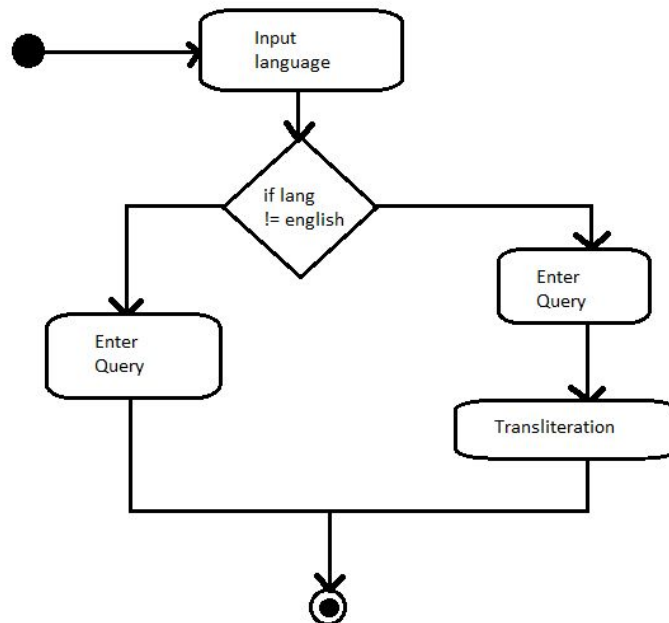 Input
language
if lang
!= english
Enter
Query
Enter
Query
Transliteration